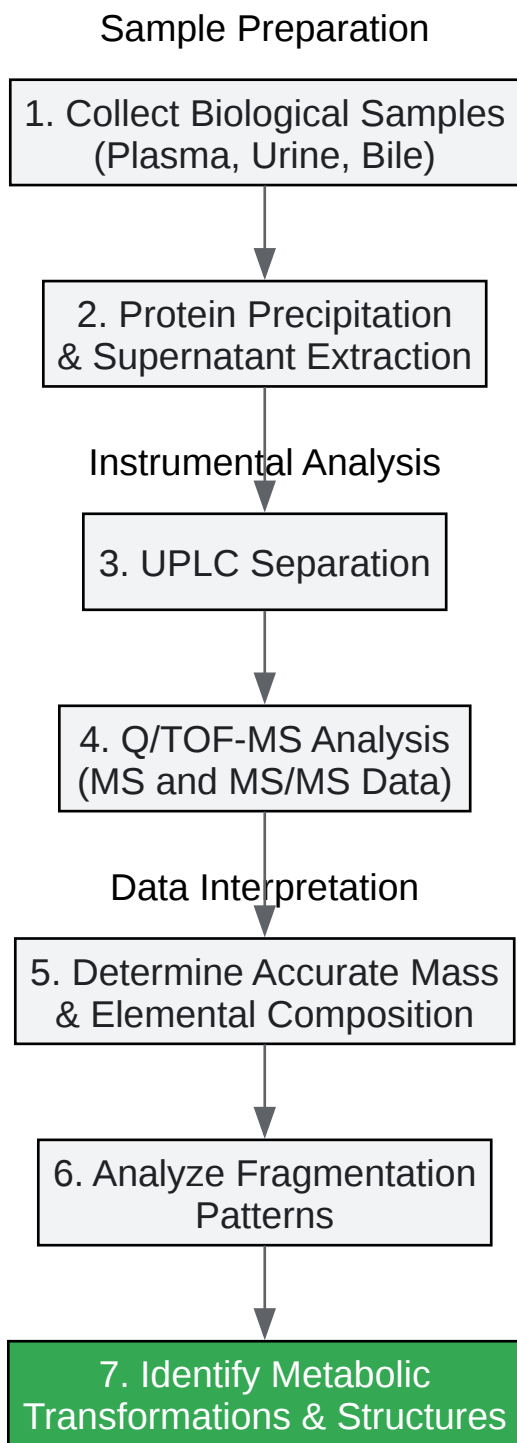 Sample Preparation
1. Collect Biological Samples
(Plasma, Urine, Bile)
2. Protein Precipitation
& Supernatant Extraction
Instrumental Analysis
3. UPLC Separation
4. Q/TOF-MS Analysis
(MS and MS/MS Data)
Data Interpretation
5. Determine Accurate Mass
& Elemental Composition
6. Analyze Fragmentation
Patterns
7. Identify Metabolic
Transformations & Structures